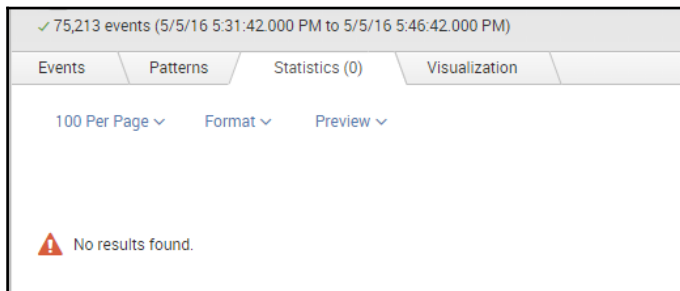 ✓ 75,213 events (5/5/16 5:31:42.000 PM to 5/5/16 5:46:42.000 PM)
Events Patterns Statistics (0) Visualization
100 Per Page Format Preview
No results found.